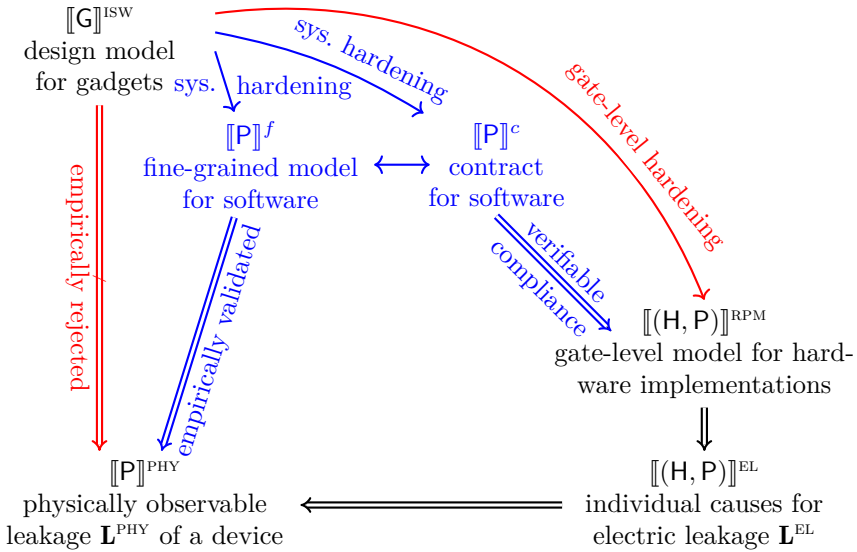 ⟦G⟧ᴵˢᵂ
design model
for gadgets
sys. hardening
sys. hardening
gate-level hardening
⟦P⟧ᶠ
fine-grained model
for software
⟦P⟧ᶜ
contract
for software
empirically rejected
empirically validated
verifiable
compliance
⟦(H, P)⟧ᴿᴾᴹ
gate-level model for hard-
ware implementations
⟦P⟧ᴾᴴʸ
physically observable
leakage Lᴾᴴʸ of a device
⟦(H, P)⟧ᴱᴸ
individual causes for
electric leakage Lᴱᴸ